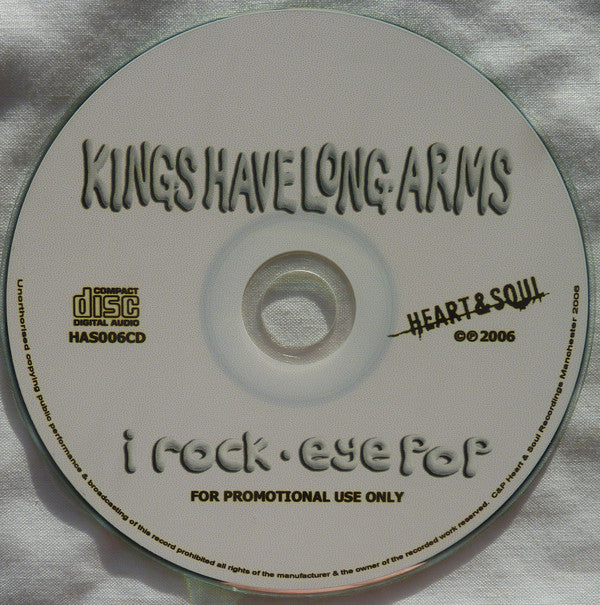 KINGS HAVE LONG ARMS
COMPACT
disc
DIGITAL AUDIO
HAS006CD
HEART & SOUL
©℗2006
i rock • eye pop
FOR PROMOTIONAL USE ONLY
Unauthorised copying public performance & broadcasting of this record prohibited all rights of the manufacturer & the owner of the recorded work reserved. C&P Heart & Soul Recordings Manchester 2006